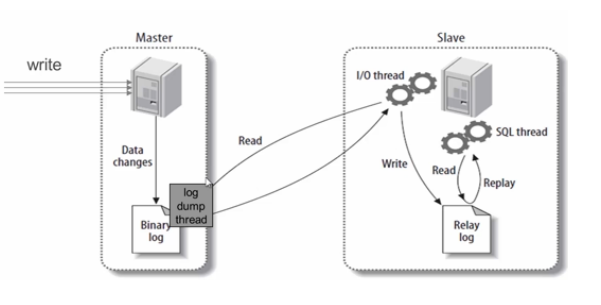 Master
Slave
write
I/O thread
SQL thread
Data
changes
Read
Write
Read
Replay
log
dump
thread
Binary
log
Relay
log